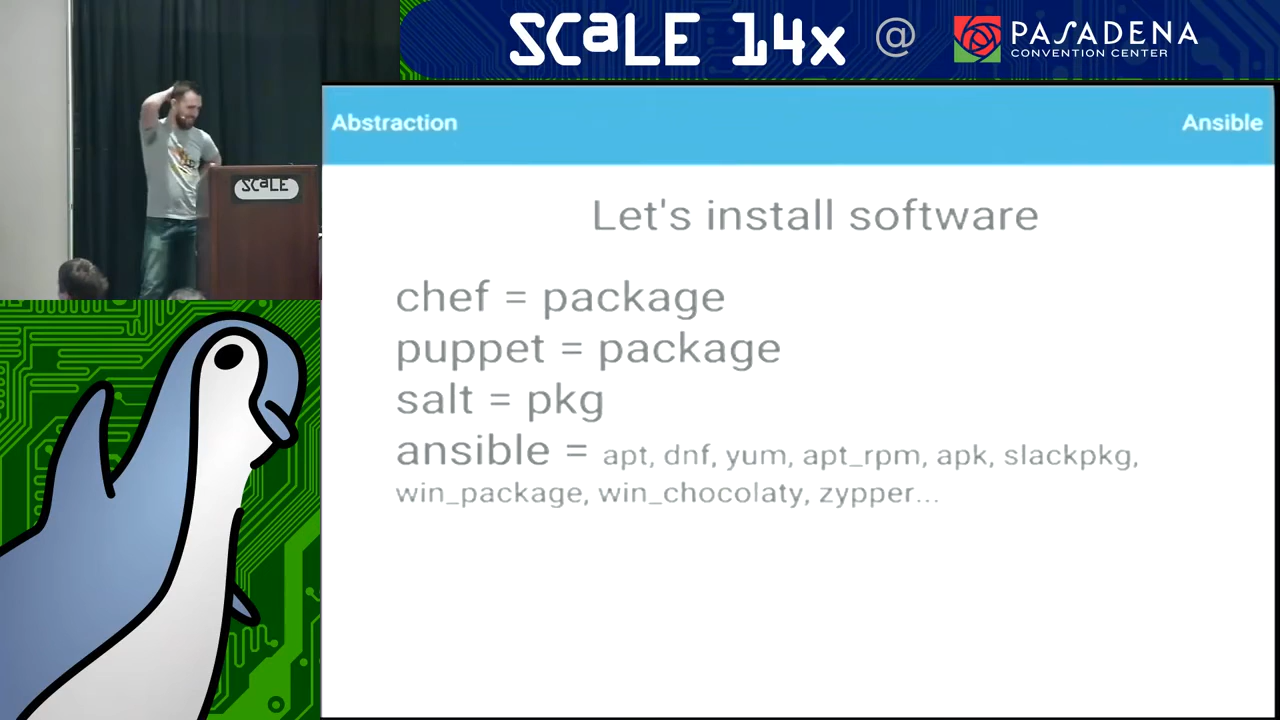 SCaLE 14x @ PASADENA
CONVENTION CENTER
SCaLE
Abstraction
Ansible
Let's install software
chef = package
puppet = package
salt = pkg
ansible = apt, dnf, yum, apt_rpm, apk, slackpkg,
win_package, win_chocolaty, zypper...